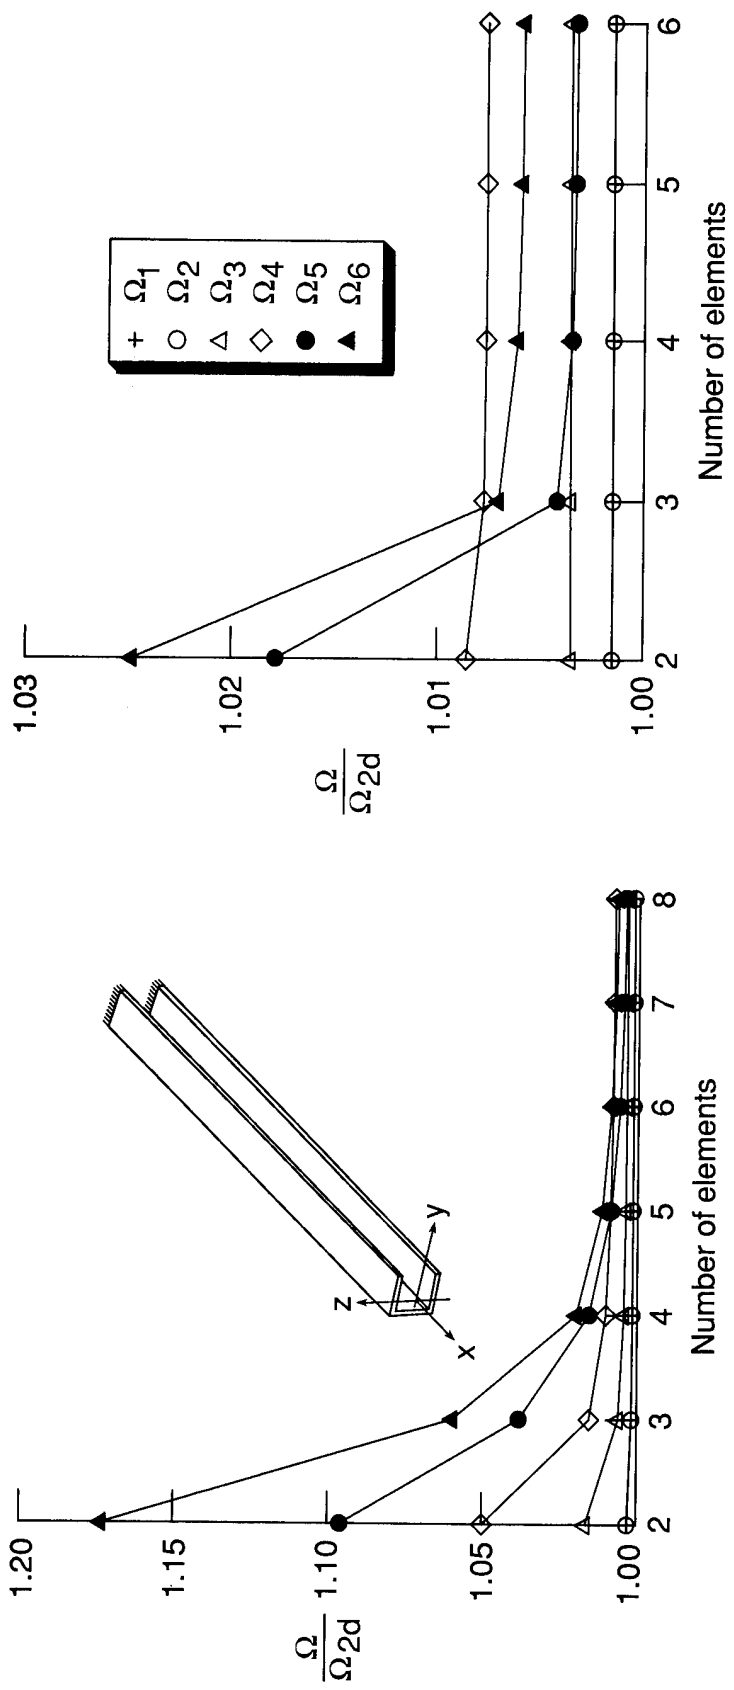 1.20
1.15
1.10
1.05
1.00
Ω
Ω2d
2 3 4 5 6 7 8
Number of elements
z
y
x
1.03
1.02
1.01
1.00
Ω
Ω2d
2 3 4 5 6
Number of elements
+ Ω1
○ Ω2
△ Ω3
◇ Ω4
● Ω5
▲ Ω6